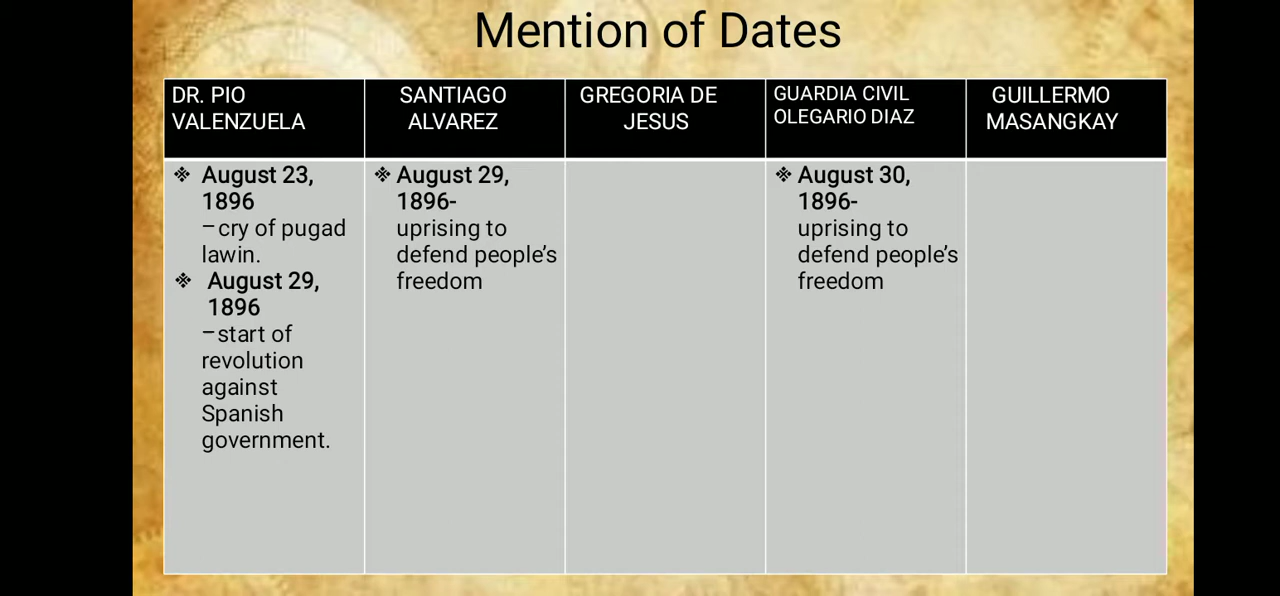 Mention of Dates
DR. PIO
VALENZUELA
SANTIAGO
ALVAREZ
GREGORIA DE
JESUS
GUARDIA CIVIL
OLEGARIO DIAZ
GUILLERMO
MASANGKAY
❖ August 23,
1896
–cry of pugad
lawin.
❖ August 29,
1896
–start of
revolution
against
Spanish
government.
❖ August 29,
1896-
uprising to
defend people’s
freedom
❖ August 30,
1896-
uprising to
defend people’s
freedom